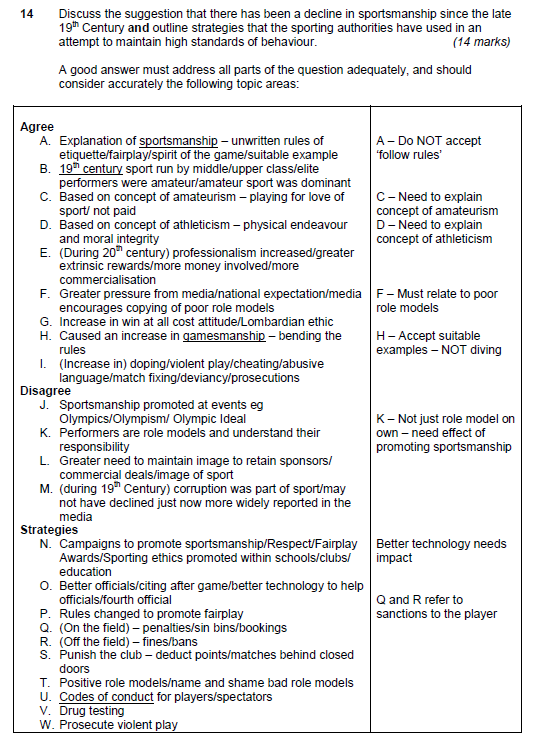 14 Discuss the suggestion that there has been a decline in sportsmanship since the late
19th Century and outline strategies that the sporting authorities have used in an
attempt to maintain high standards of behaviour. (14 marks)
A good answer must address all parts of the question adequately, and should
consider accurately the following topic areas:
Agree
A. Explanation of sportsmanship – unwritten rules of
etiquette/fairplay/spirit of the game/suitable example
A – Do NOT accept
'follow rules'
B. 19th century sport run by middle/upper class/elite
performers were amateur/amateur sport was dominant
C. Based on concept of amateurism – playing for love of
sport/ not paid
C – Need to explain
concept of amateurism
D. Based on concept of athleticism – physical endeavour
and moral integrity
D – Need to explain
concept of athleticism
E. (During 20th century) professionalism increased/greater
extrinsic rewards/more money involved/more
commercialisation
F. Greater pressure from media/national expectation/media
encourages copying of poor role models
F – Must relate to poor
role models
G. Increase in win at all cost attitude/Lombardian ethic
H. Caused an increase in gamesmanship – bending the
rules
H – Accept suitable
examples – NOT diving
I. (Increase in) doping/violent play/cheating/abusive
language/match fixing/deviancy/prosecutions
Disagree
J. Sportsmanship promoted at events eg
Olympics/Olympism/ Olympic Ideal
K. Performers are role models and understand their
responsibility
K – Not just role model on
own – need effect of
promoting sportsmanship
L. Greater need to maintain image to retain sponsors/
commercial deals/image of sport
M. (during 19th Century) corruption was part of sport/may
not have declined just now more widely reported in the
media
Strategies
N. Campaigns to promote sportsmanship/Respect/Fairplay
Awards/Sporting ethics promoted within schools/clubs/
education
Better technology needs
impact
O. Better officials/citing after game/better technology to help
officials/fourth official
P. Rules changed to promote fairplay
Q. (On the field) – penalties/sin bins/bookings
R. (Off the field) – fines/bans
Q and R refer to
sanctions to the player
S. Punish the club – deduct points/matches behind closed
doors
T. Positive role models/name and shame bad role models
U. Codes of conduct for players/spectators
V. Drug testing
W. Prosecute violent play